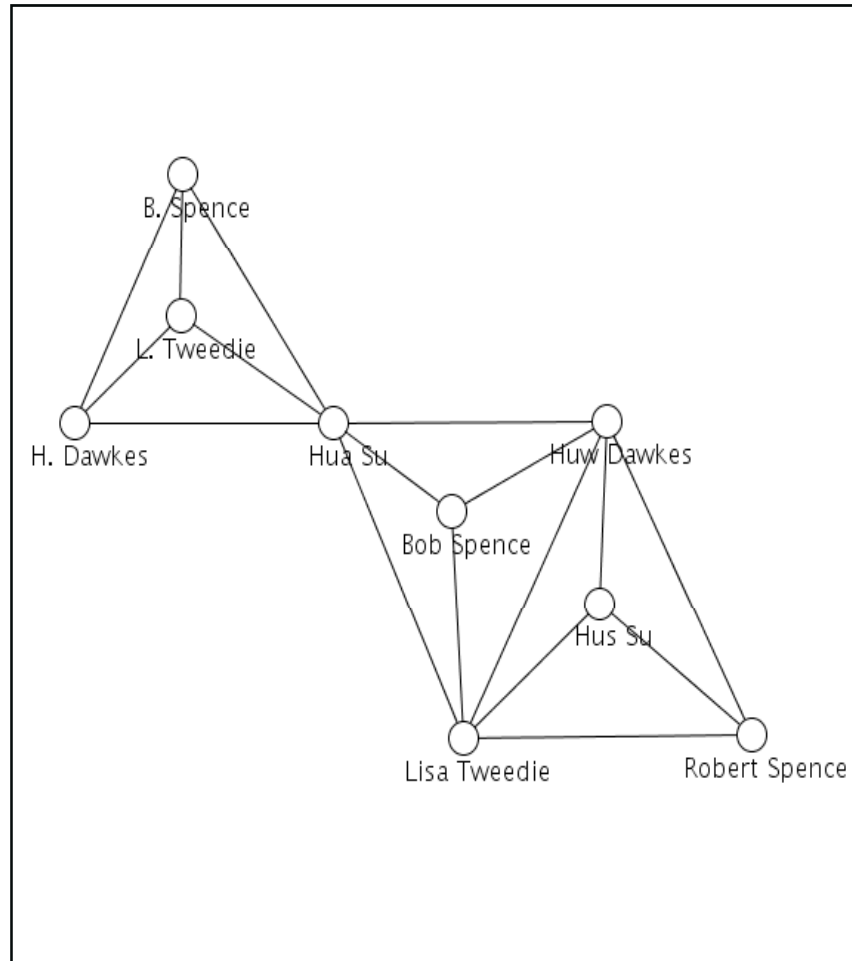 B. Spence
L. Tweedie
H. Dawkes
Hua Su
Huw Dawkes
Bob Spence
Hus Su
Lisa Tweedie
Robert Spence